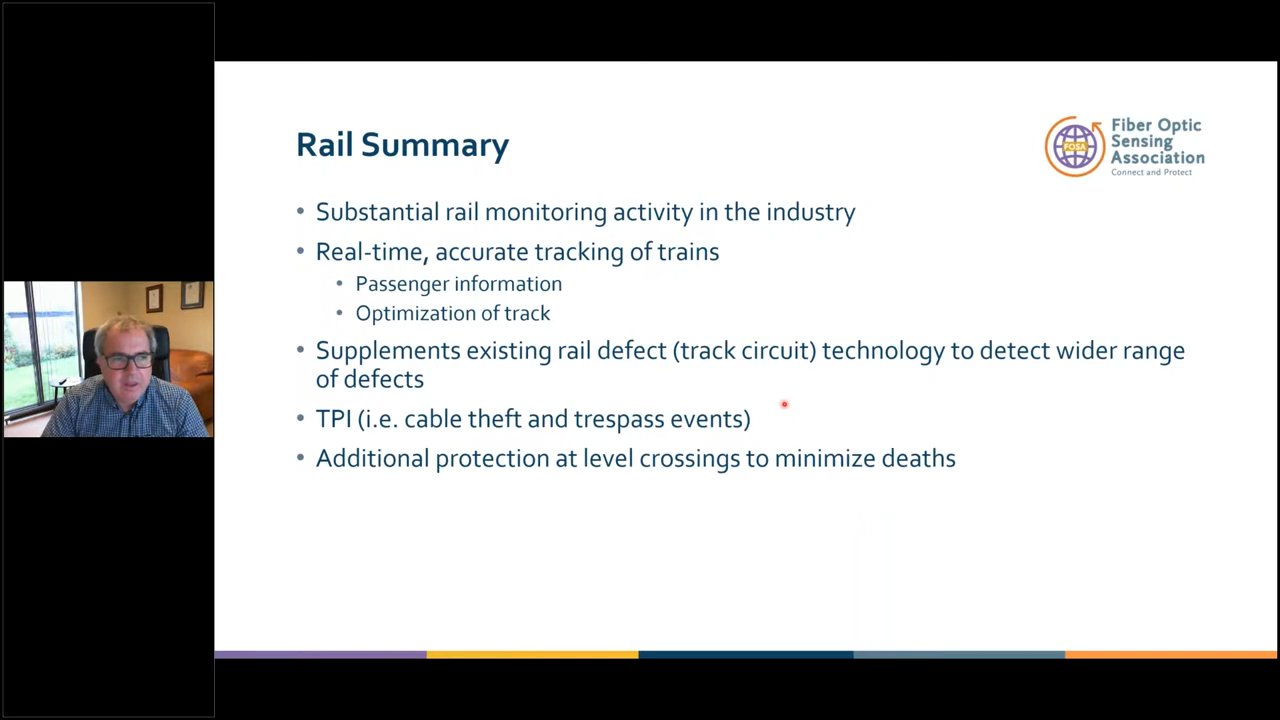 Rail Summary
FOSA
Fiber Optic
Sensing
Association
Connect and Protect
• Substantial rail monitoring activity in the industry
• Real-time, accurate tracking of trains
• Passenger information
• Optimization of track
• Supplements existing rail defect (track circuit) technology to detect wider range
of defects
• TPI (i.e. cable theft and trespass events)
• Additional protection at level crossings to minimize deaths